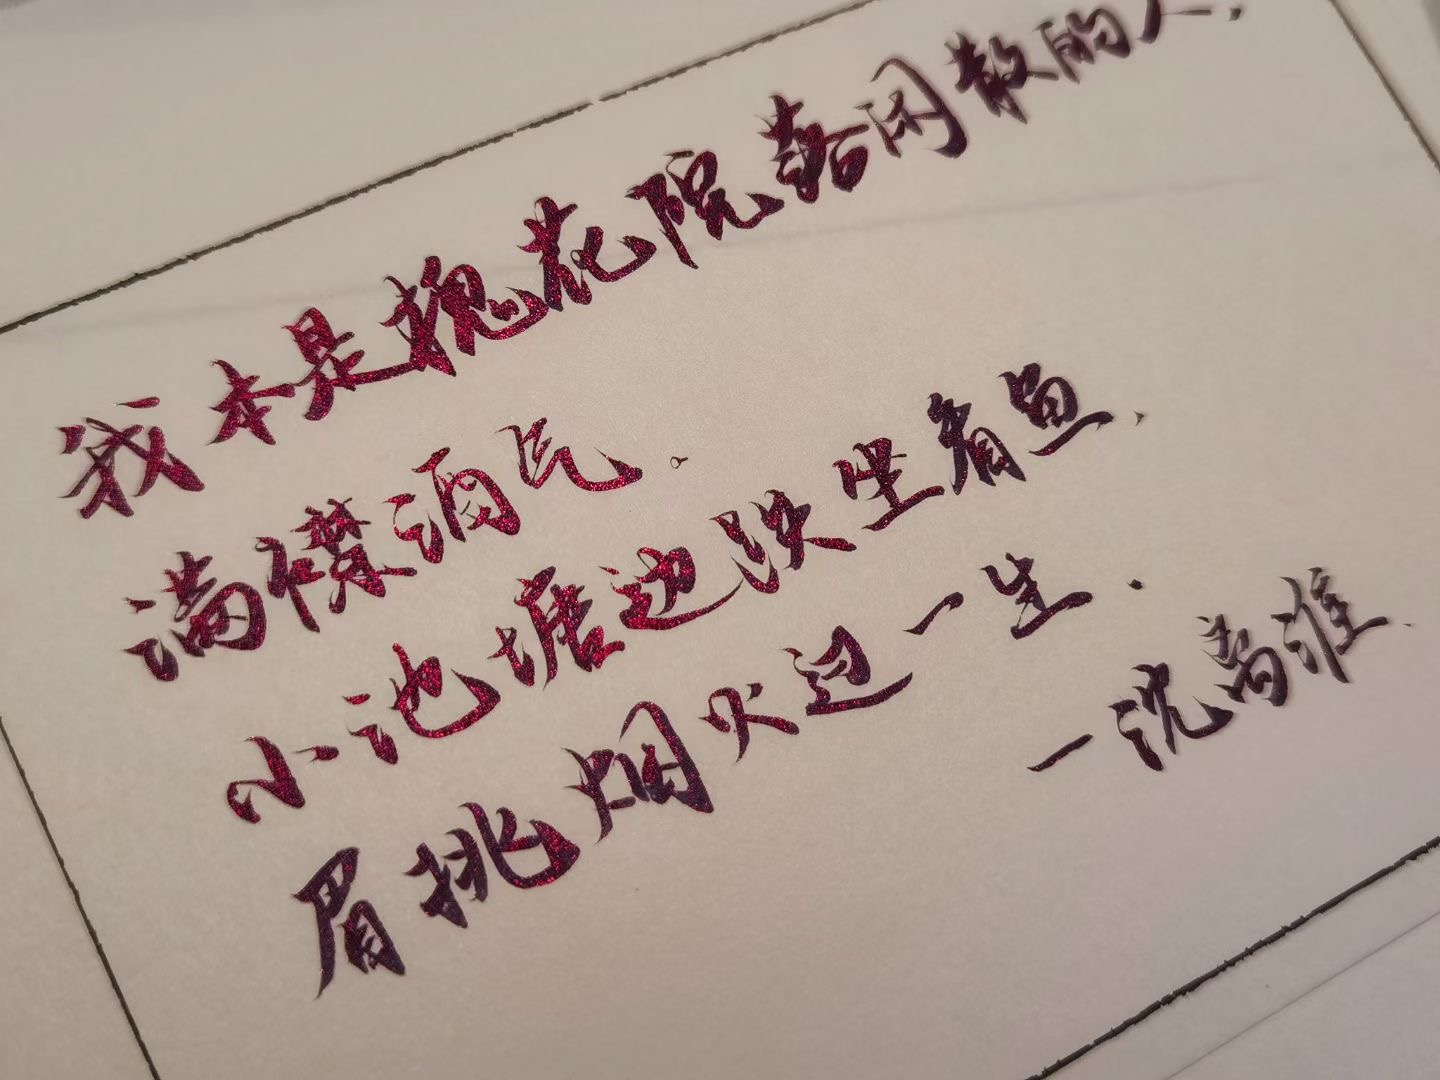 我本是槐花院落闲散的人，
满襟酒气。
小池塘边跌坐看鱼，
眉挑烟火过一生.
—沈离淮.